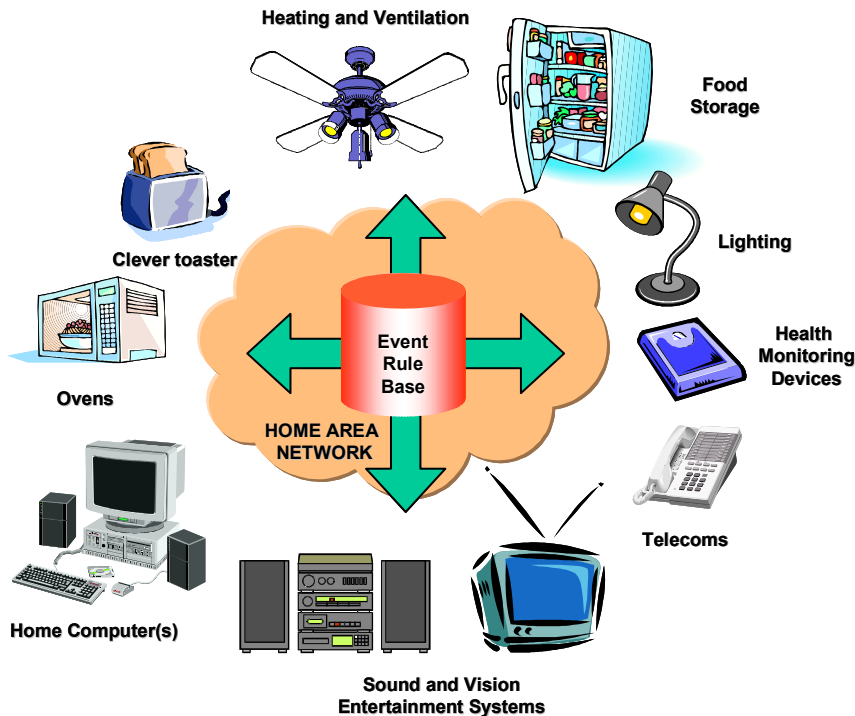 Heating and Ventilation
Food
Storage
Clever toaster
Lighting
Event
Rule
Base
Health
Monitoring
Devices
Ovens
HOME AREA
NETWORK
Telecoms
Home Computer(s)
Sound and Vision
Entertainment Systems